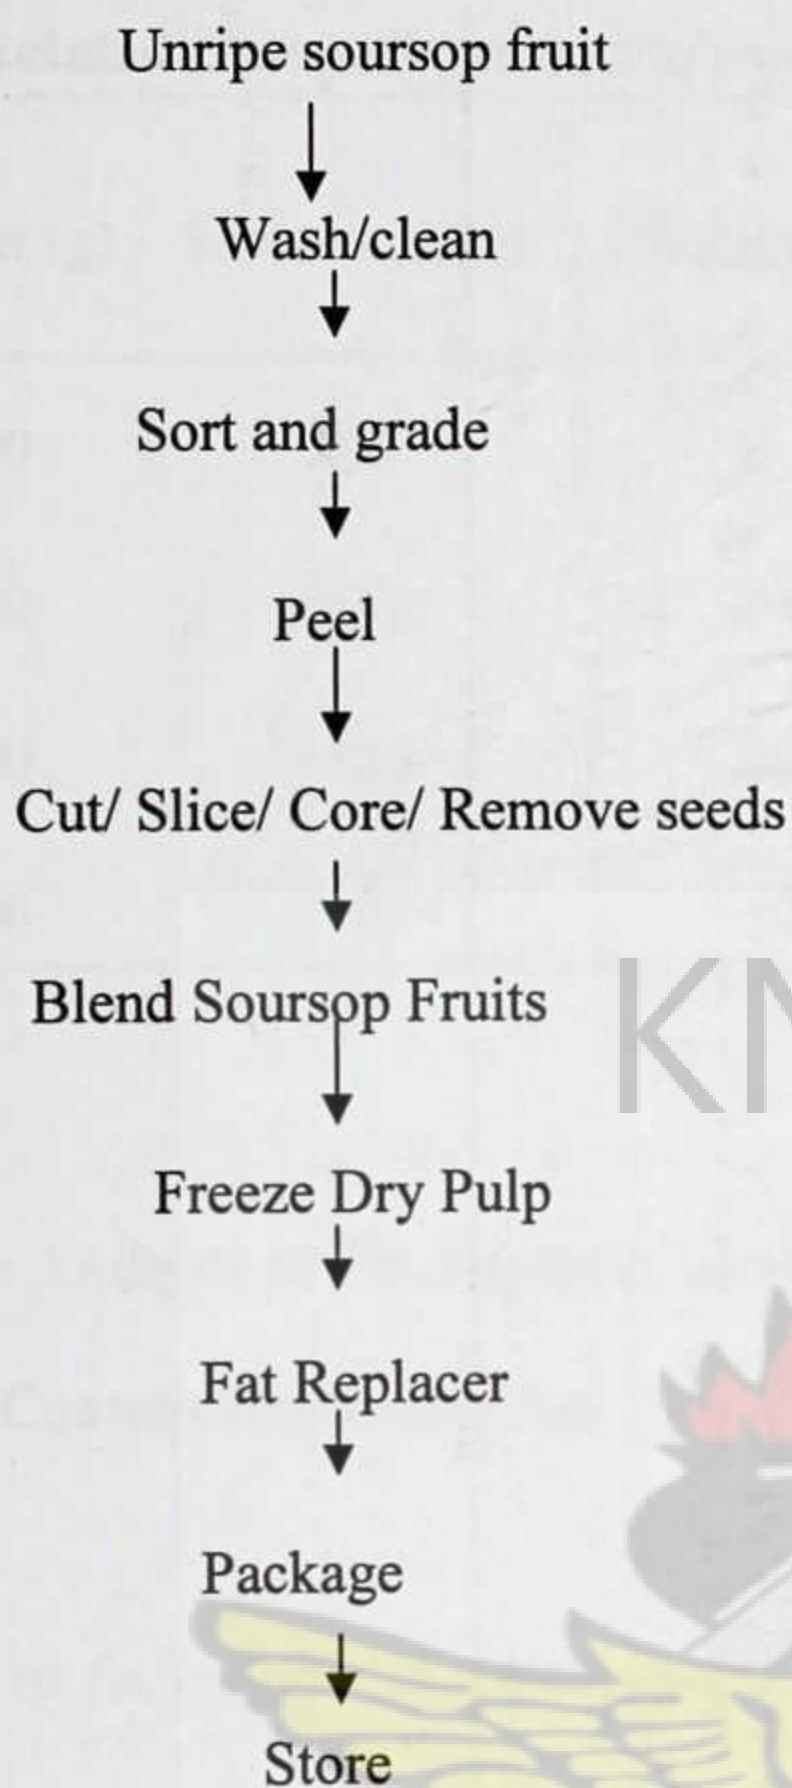 Unripe soursop fruit
Wash/clean
Sort and grade
Peel
Cut/ Slice/ Core/ Remove seeds
Blend Soursop Fruits
KN
Freeze Dry Pulp
Fat Replacer
Package
Store